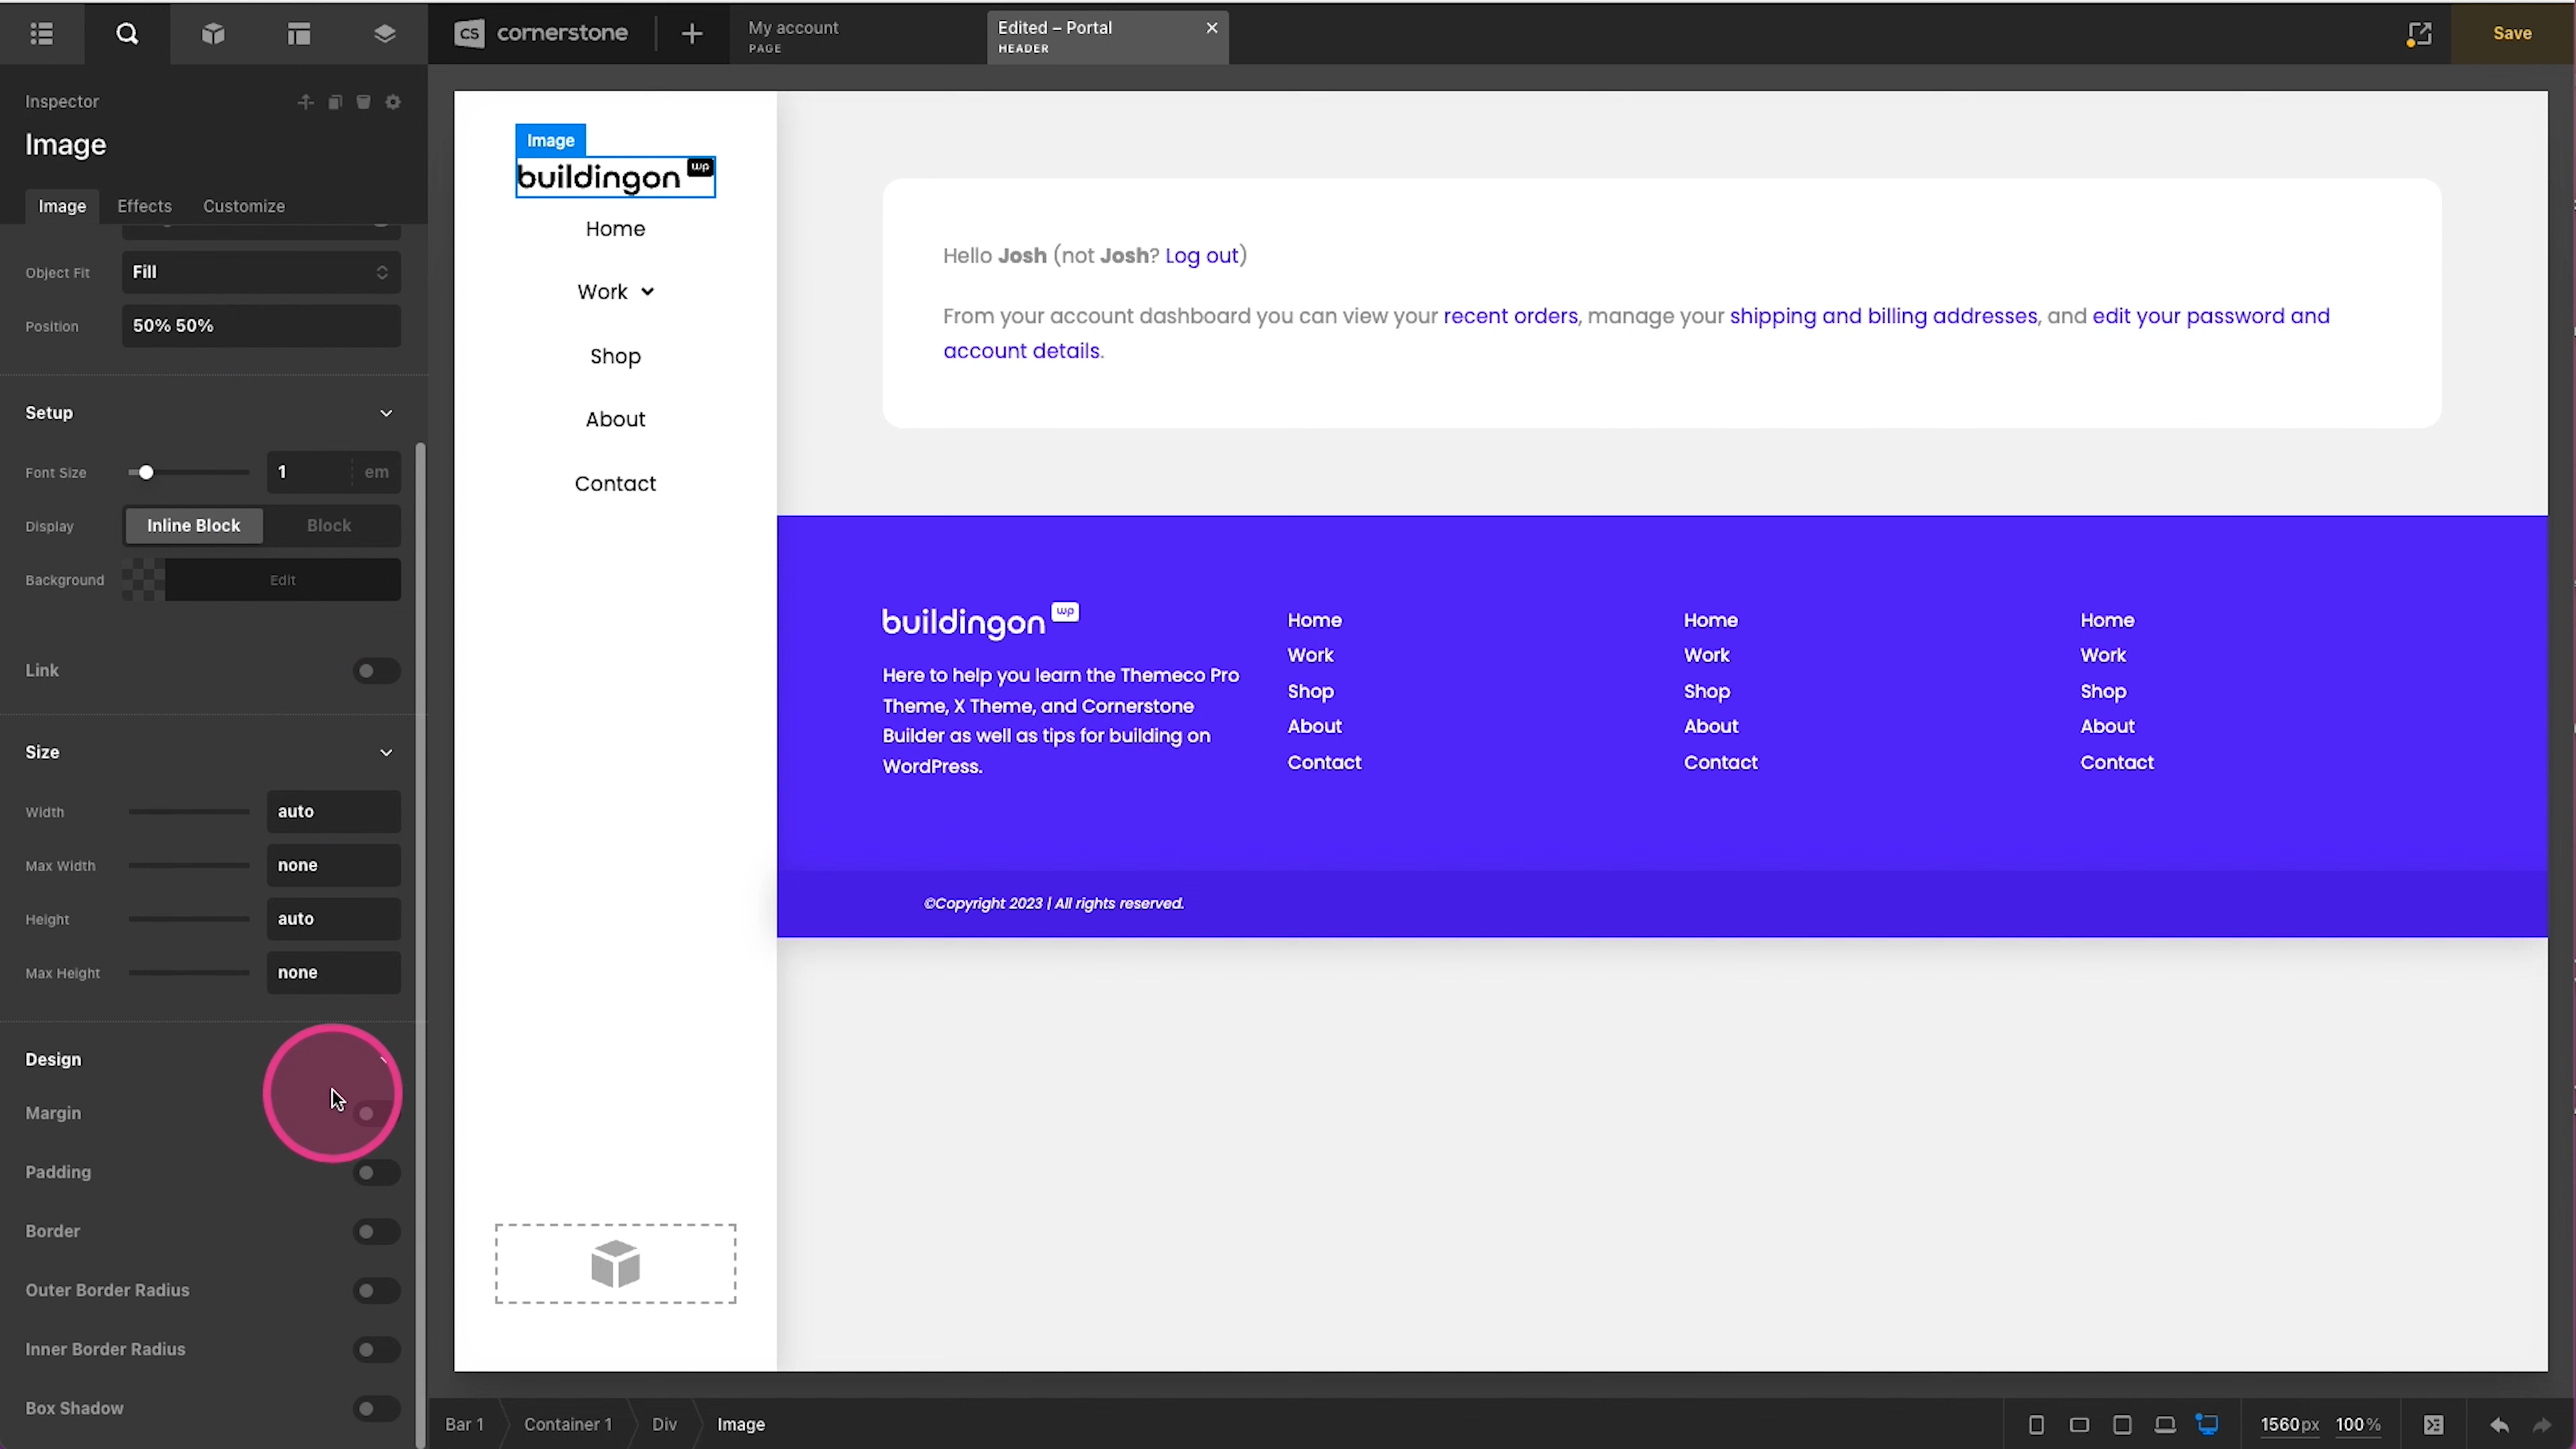 CS cornerstone
My account
PAGE
Edited – Portal
HEADER
Save
Inspector
Image
Image
Effects
Customize
Object Fit
Fill
Position
50% 50%
Setup
Font Size
1
em
Display
Inline Block
Block
Background
Edit
Link
Size
Width
auto
Max Width
none
Height
auto
Max Height
none
Design
Margin
Padding
Border
Outer Border Radius
Inner Border Radius
Box Shadow
Image
buildingon wp
Home
Work
Shop
About
Contact
Hello Josh (not Josh? Log out)
From your account dashboard you can view your recent orders, manage your shipping and billing addresses, and edit your password and
account details.
buildingon wp
Here to help you learn the Themeco Pro
Theme, X Theme, and Cornerstone
Builder as well as tips for building on
WordPress.
Home
Work
Shop
About
Contact
Home
Work
Shop
About
Contact
Home
Work
Shop
About
Contact
©Copyright 2023 | All rights reserved.
Bar 1
Container 1
Div
Image
1560px
100%